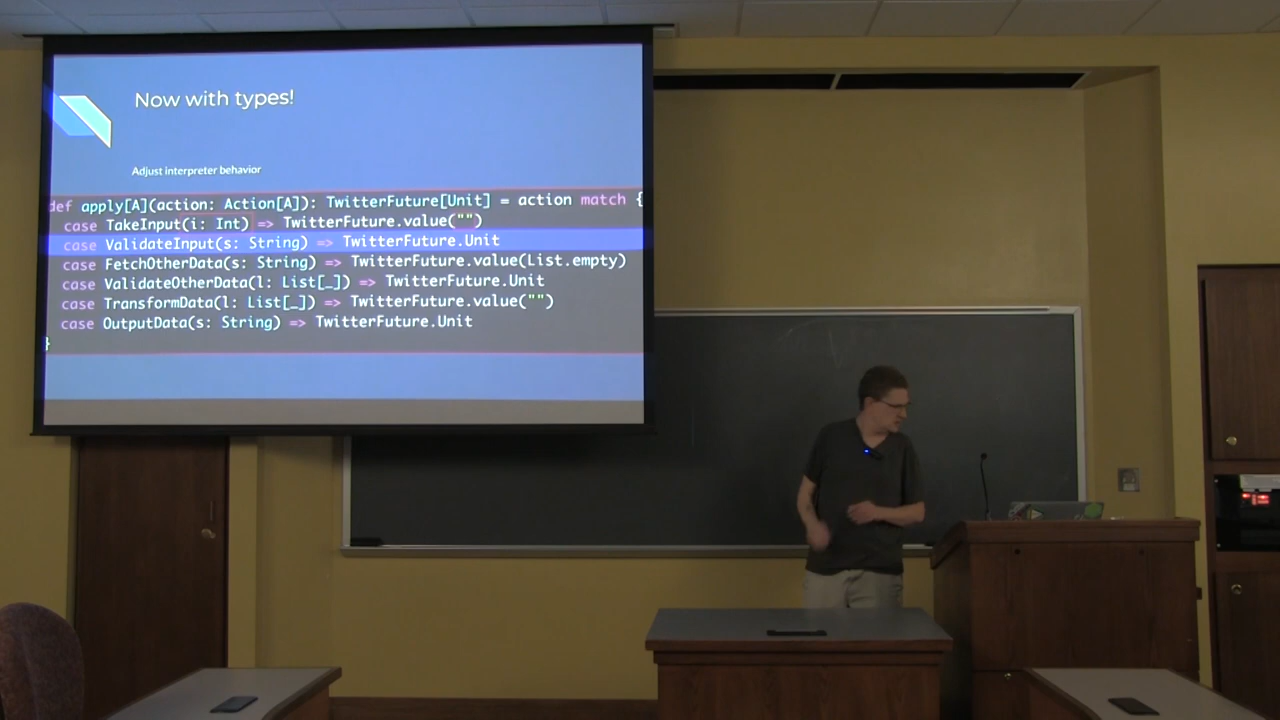 Now with types!
Adjust interpreter behavior
def apply[A](action: Action[A]): TwitterFuture[Unit] = action match {
case TakeInput(i: Int) => TwitterFuture.value("")
case ValidateInput(s: String) => TwitterFuture.Unit
case FetchOtherData(s: String) => TwitterFuture.value(List.empty)
case ValidateOtherData(l: List[_]) => TwitterFuture.Unit
case TransformData(l: List[_]) => TwitterFuture.value("")
case OutputData(s: String) => TwitterFuture.Unit
}